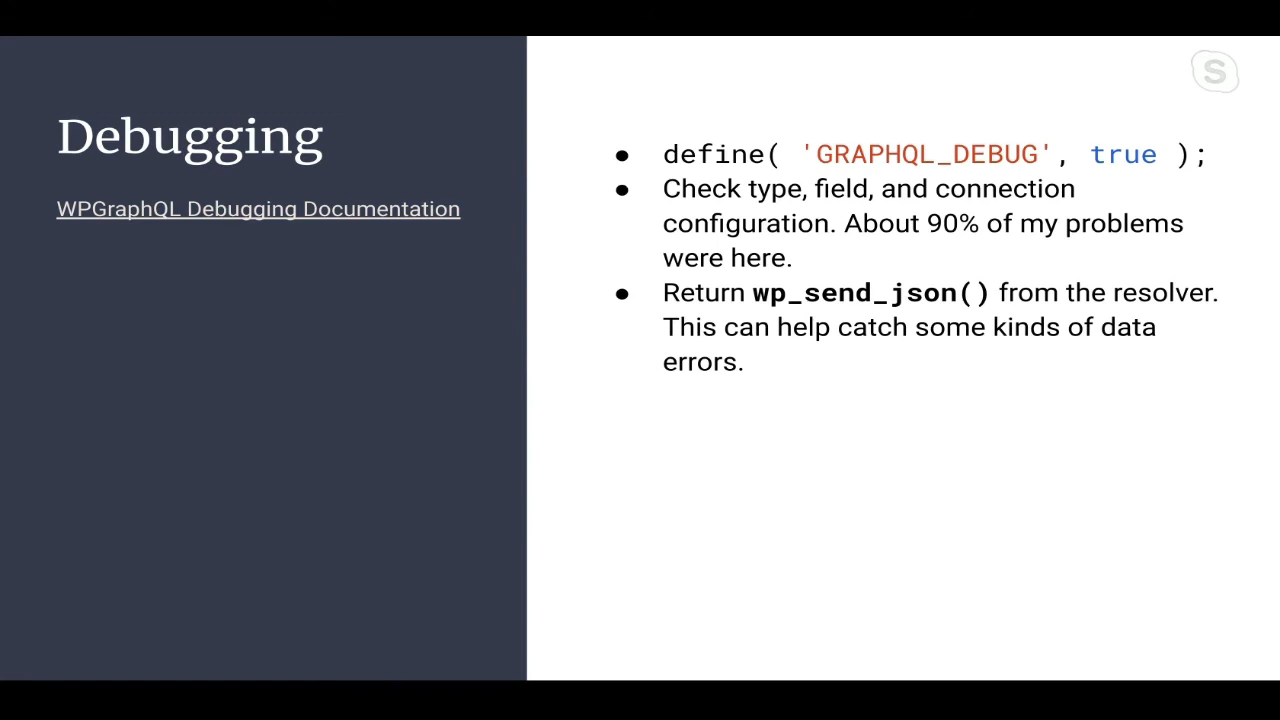 Debugging
WPGraphQL Debugging Documentation
S
● define( 'GRAPHQL_DEBUG', true );
● Check type, field, and connection
configuration. About 90% of my problems
were here.
● Return wp_send_json() from the resolver.
This can help catch some kinds of data
errors.